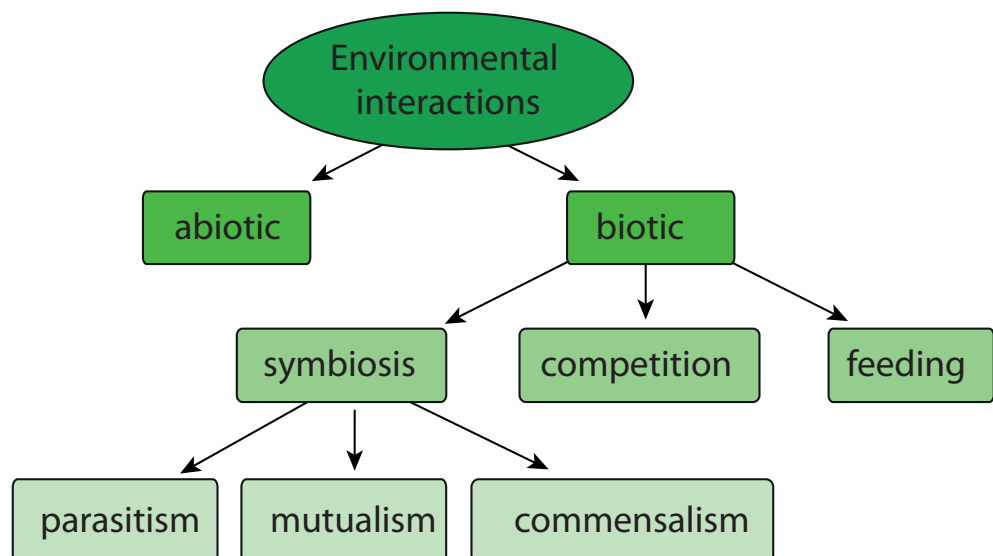 Environmental
interactions
abiotic
biotic
symbiosis
competition
feeding
parasitism
mutualism
commensalism